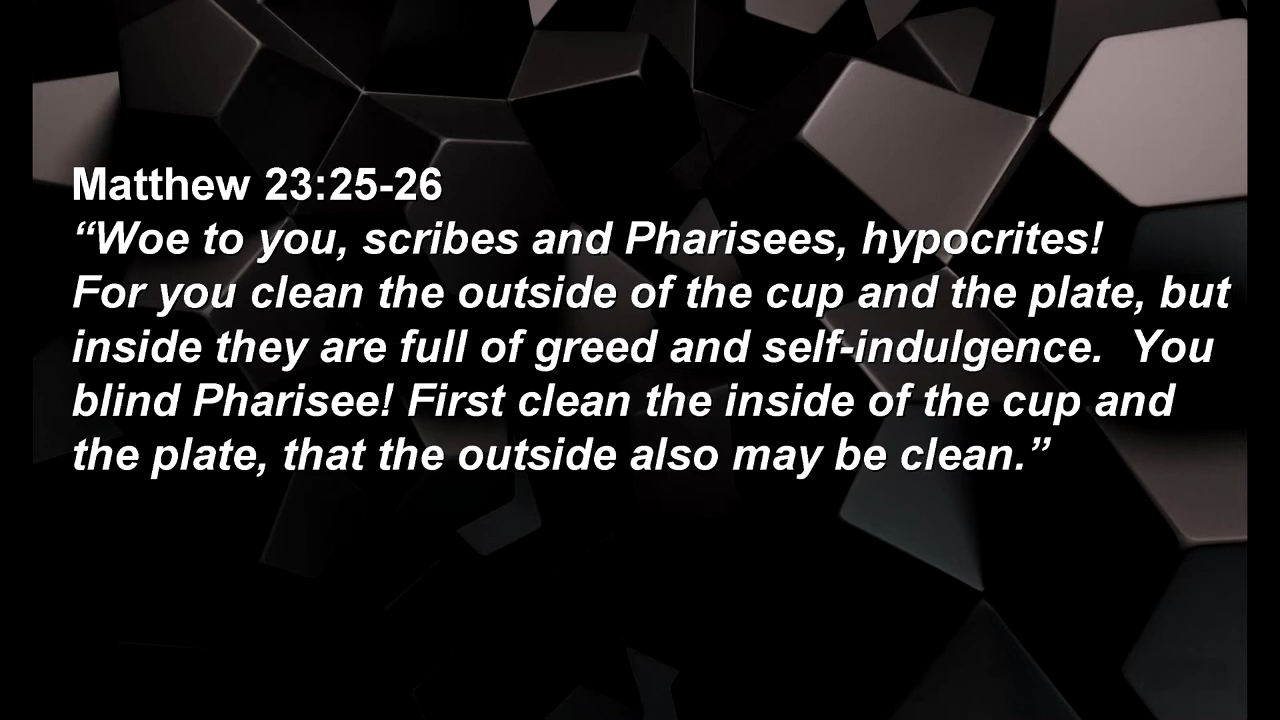 Matthew 23:25-26
“Woe to you, scribes and Pharisees, hypocrites!
For you clean the outside of the cup and the plate, but
inside they are full of greed and self-indulgence.  You
blind Pharisee! First clean the inside of the cup and
the plate, that the outside also may be clean.”